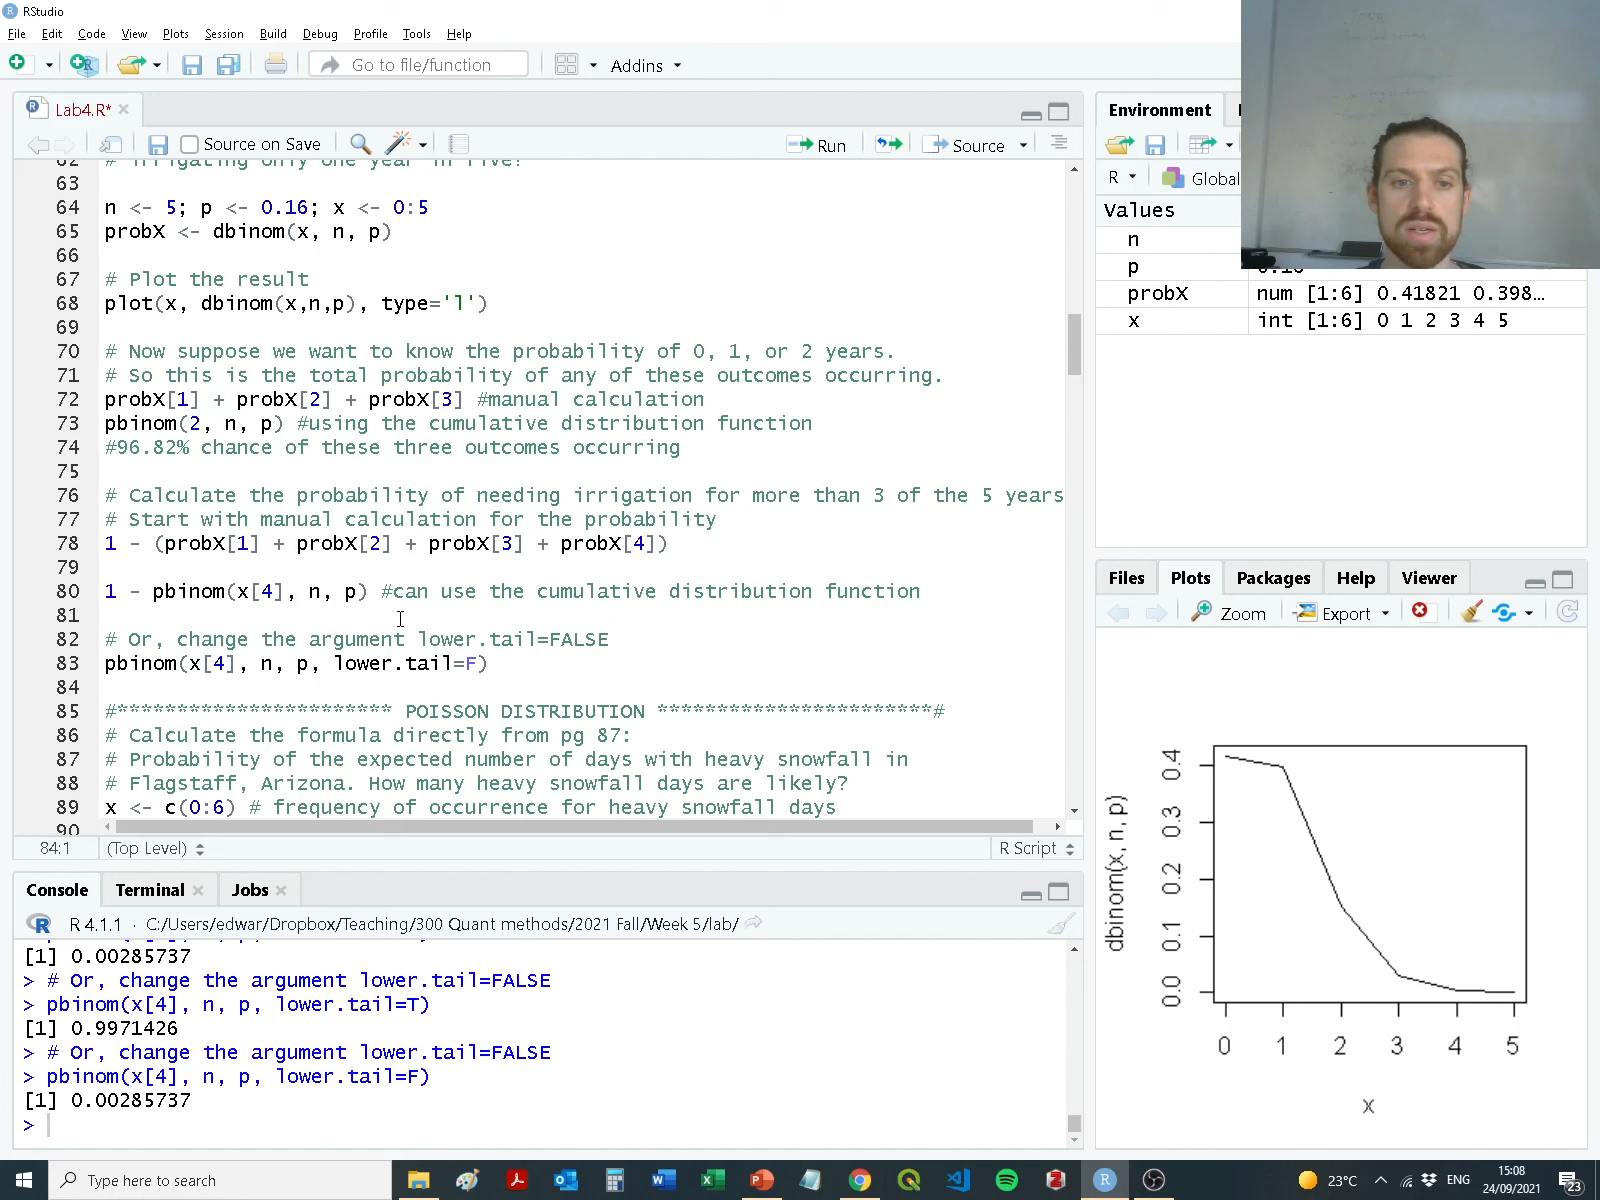 RStudio
File Edit Code View Plots Session Build Debug Profile Tools Help
Go to file/function Addins
Lab4.R*
Source on Save Run Source
62 # irrigating only one year in five?
63
64 n <- 5; p <- 0.16; x <- 0:5
65 probX <- dbinom(x, n, p)
66
67 # Plot the result
68 plot(x, dbinom(x,n,p), type='l')
69
70 # Now suppose we want to know the probability of 0, 1, or 2 years.
71 # So this is the total probability of any of these outcomes occurring.
72 probX[1] + probX[2] + probX[3] #manual calculation
73 pbinom(2, n, p) #using the cumulative distribution function
74 #96.82% chance of these three outcomes occurring
75
76 # Calculate the probability of needing irrigation for more than 3 of the 5 years
77 # Start with manual calculation for the probability
78 1 - (probX[1] + probX[2] + probX[3] + probX[4])
79
80 1 - pbinom(x[4], n, p) #can use the cumulative distribution function
81
82 # Or, change the argument lower.tail=FALSE
83 pbinom(x[4], n, p, lower.tail=F)
84
85 #*********************** POISSON DISTRIBUTION ***********************#
86 # Calculate the formula directly from pg 87:
87 # Probability of the expected number of days with heavy snowfall in
88 # Flagstaff, Arizona. How many heavy snowfall days are likely?
89 x <- c(0:6) # frequency of occurrence for heavy snowfall days
90
84:1 (Top Level) R Script
Console Terminal Jobs
R 4.1.1 · C:/Users/edwar/Dropbox/Teaching/300 Quant methods/2021 Fall/Week 5/lab/
[1] 0.00285737
> # Or, change the argument lower.tail=FALSE
> pbinom(x[4], n, p, lower.tail=T)
[1] 0.9971426
> # Or, change the argument lower.tail=FALSE
> pbinom(x[4], n, p, lower.tail=F)
[1] 0.00285737
>
Environment
R Global
Values
n
p 0.16
probX num [1:6] 0.41821 0.398…
x int [1:6] 0 1 2 3 4 5
Files Plots Packages Help Viewer
Zoom Export
dbinom(x, n, p)
0.4
0.3
0.2
0.1
0.0
0 1 2 3 4 5
x
Type here to search
23°C ENG
15:08
24/09/2021
23